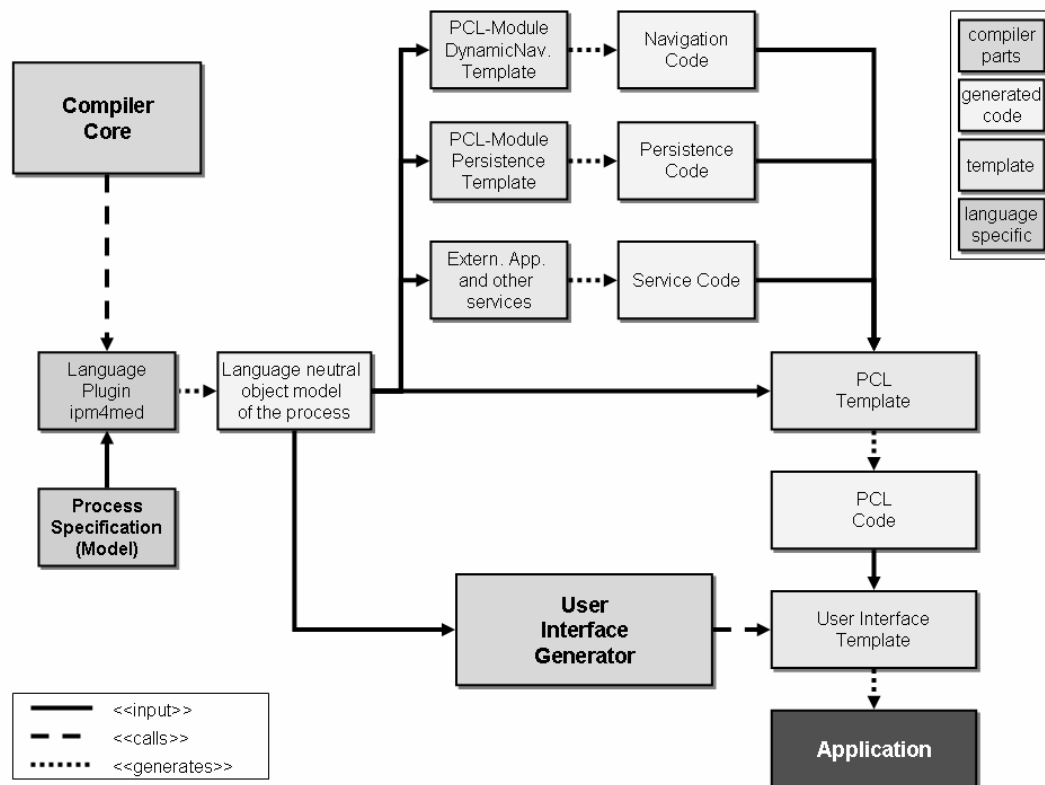 PCL-Module
DynamicNav.
Template
Navigation
Code
compiler
parts
Compiler
Core
generated
code
PCL-Module
Persistence
Template
Persistence
Code
template
language
specific
Extern. App.
and other
services
Service Code
Language
Plugin
ipm4med
Language neutral
object model
of the process
PCL
Template
Process
Specification
(Model)
PCL
Code
User
Interface
Generator
User Interface
Template
<<input>>
<<calls>>
<<generates>>
Application